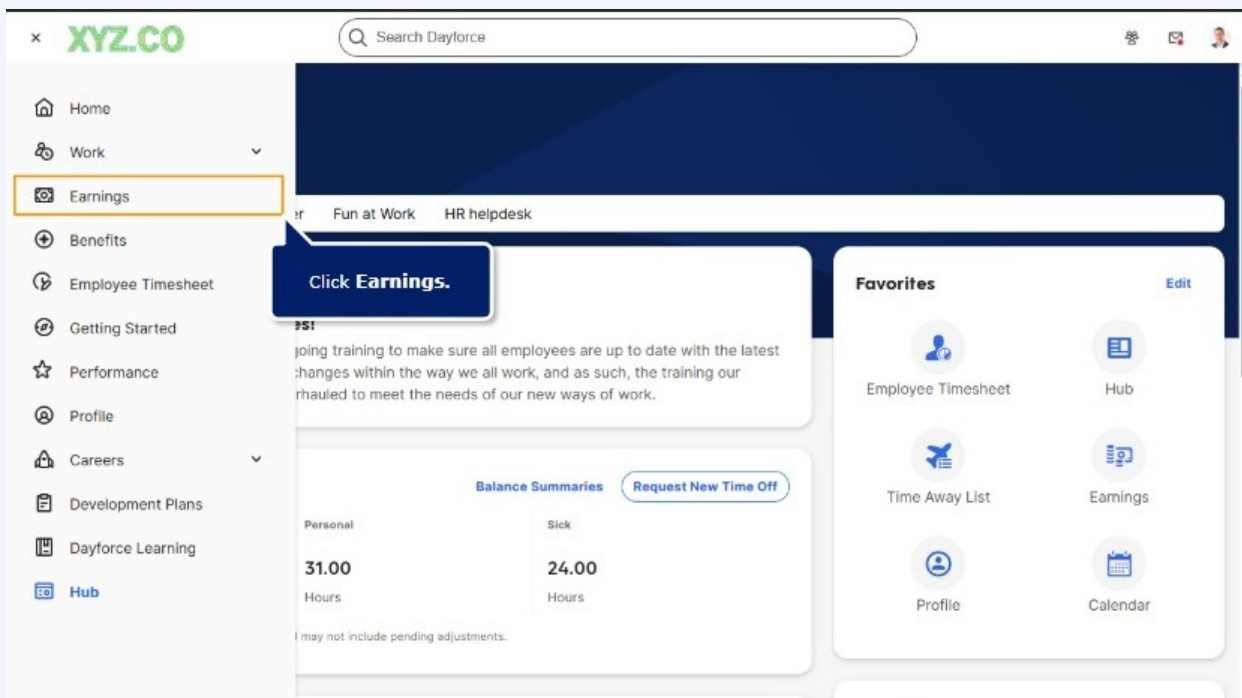 XYZ.CO
Search Dayforce
Home
Work
Earnings
Benefits
Employee Timesheet
Getting Started
Performance
Profile
Careers
Development Plans
Dayforce Learning
Hub
er Fun at Work HR helpdesk
Click Earnings.
es!
going training to make sure all employees are up to date with the latest
changes within the way we all work, and as such, the training our
rhauled to meet the needs of our new ways of work.
Balance Summaries Request New Time Off
Personal Sick
31.00 24.00
Hours Hours
may not include pending adjustments.
Favorites Edit
Employee Timesheet Hub
Time Away List Earnings
Profile Calendar